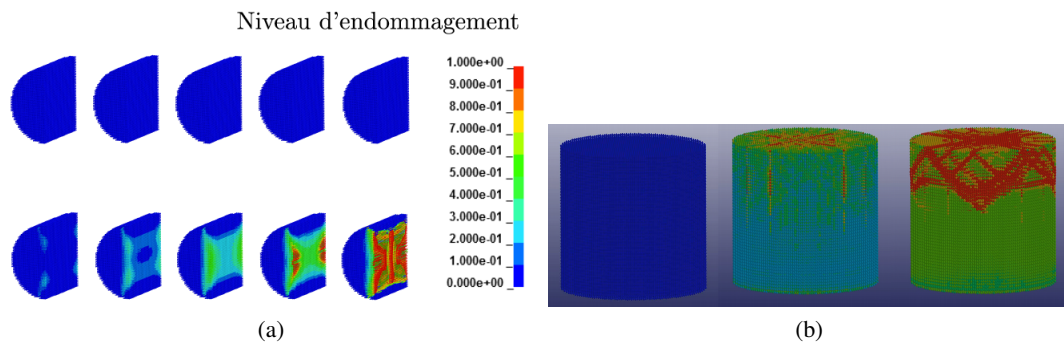 Niveau d'endommagement
1.000e+00
9.000e-01
8.000e-01
7.000e-01
6.000e-01
5.000e-01
4.000e-01
3.000e-01
2.000e-01
1.000e-01
0.000e+00
(a)
(b)